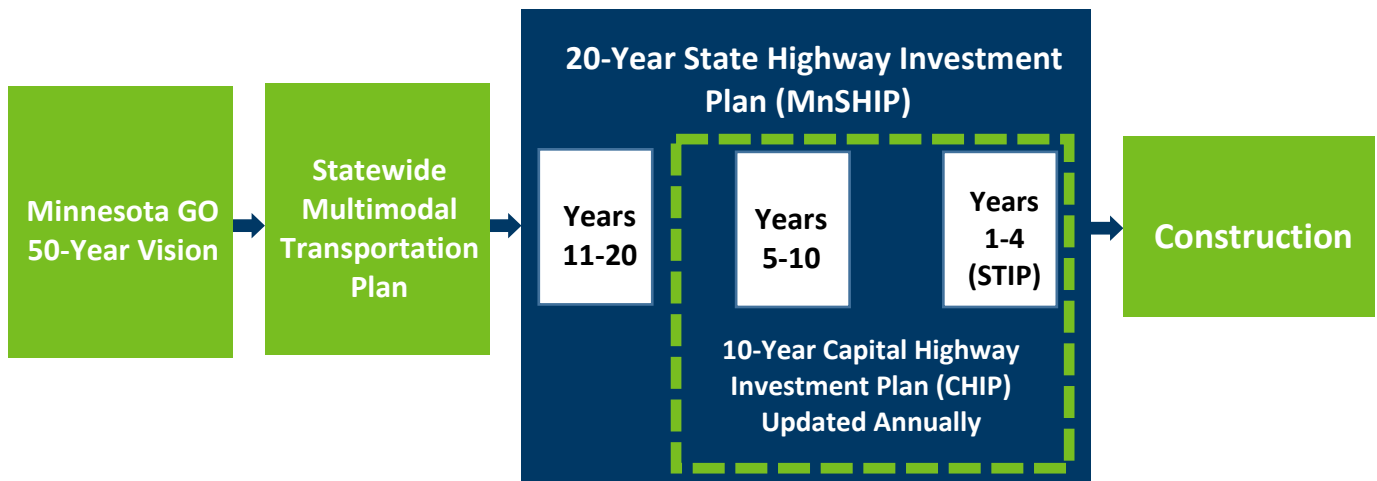 Minnesota GO
50-Year Vision
Statewide
Multimodal
Transportation
Plan
20-Year State Highway Investment
Plan (MnSHIP)
Years
11-20
Years
5-10
Years
1-4
(STIP)
10-Year Capital Highway
Investment Plan (CHIP)
Updated Annually
Construction